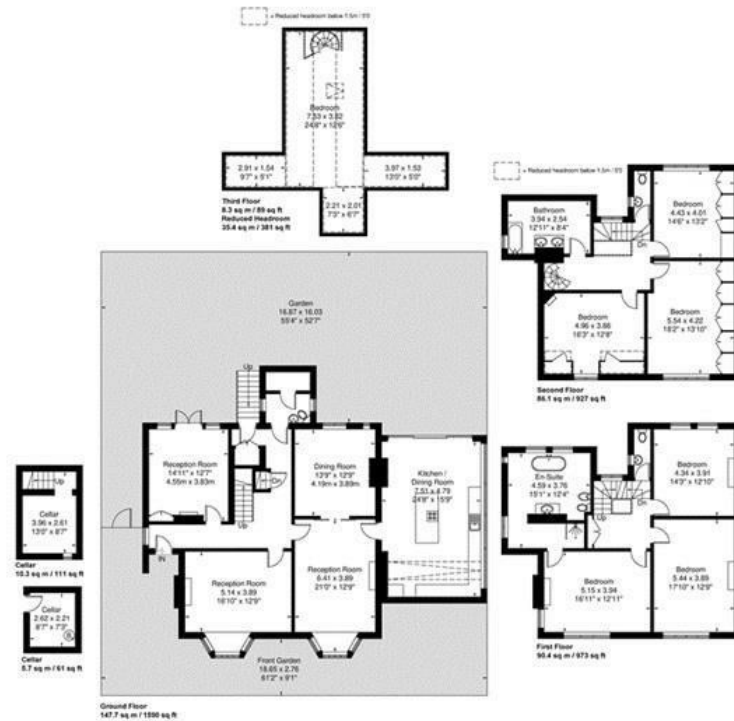 = Reduced headroom below 1.5m / 5'0
Bedroom
7.53 x 3.82
24'8" x 12'6"
2.91 x 1.54
9'7" x 5'1"
3.97 x 1.53
13'0" x 5'0"
2.21 x 2.01
7'3" x 6'7"
Third Floor
8.3 sq m / 89 sq ft
Reduced Headroom
35.4 sq m / 381 sq ft
= Reduced headroom below 1.5m / 5'0
Bathroom
3.94 x 2.54
12'11" x 8'4"
Dn
Bedroom
4.43 x 4.01
14'6" x 13'2"
Bedroom
4.96 x 3.86
16'3" x 12'8"
Bedroom
5.54 x 4.22
18'2" x 13'10"
Second Floor
86.1 sq m / 927 sq ft
Garden
16.87 x 16.03
55'4" x 52'7"
Up
Reception Room
14'11" x 12'7"
4.55m x 3.83m
Dn
Up
Dining Room
13'9" x 12'9"
4.19m x 3.89m
Kitchen /
Dining Room
7.51 x 4.79
24'8" x 15'9"
IN
Reception Room
5.14 x 3.89
16'10" x 12'9"
Reception Room
6.41 x 3.89
21'0" x 12'9"
Front Garden
18.65 x 2.76
61'2" x 9'1"
Ground Floor
147.7 sq m / 1590 sq ft
Up
Cellar
3.96 x 2.61
13'0" x 8'7"
Cellar
10.3 sq m / 111 sq ft
Cellar
2.62 x 2.21
8'7" x 7'3"
B
Cellar
5.7 sq m / 61 sq ft
En-Suite
4.59 x 3.76
15'1" x 12'4"
Up
Dn
Bedroom
4.34 x 3.91
14'3" x 12'10"
Bedroom
5.15 x 3.94
16'11" x 12'11"
Bedroom
5.44 x 3.89
17'10" x 12'9"
First Floor
90.4 sq m / 973 sq ft